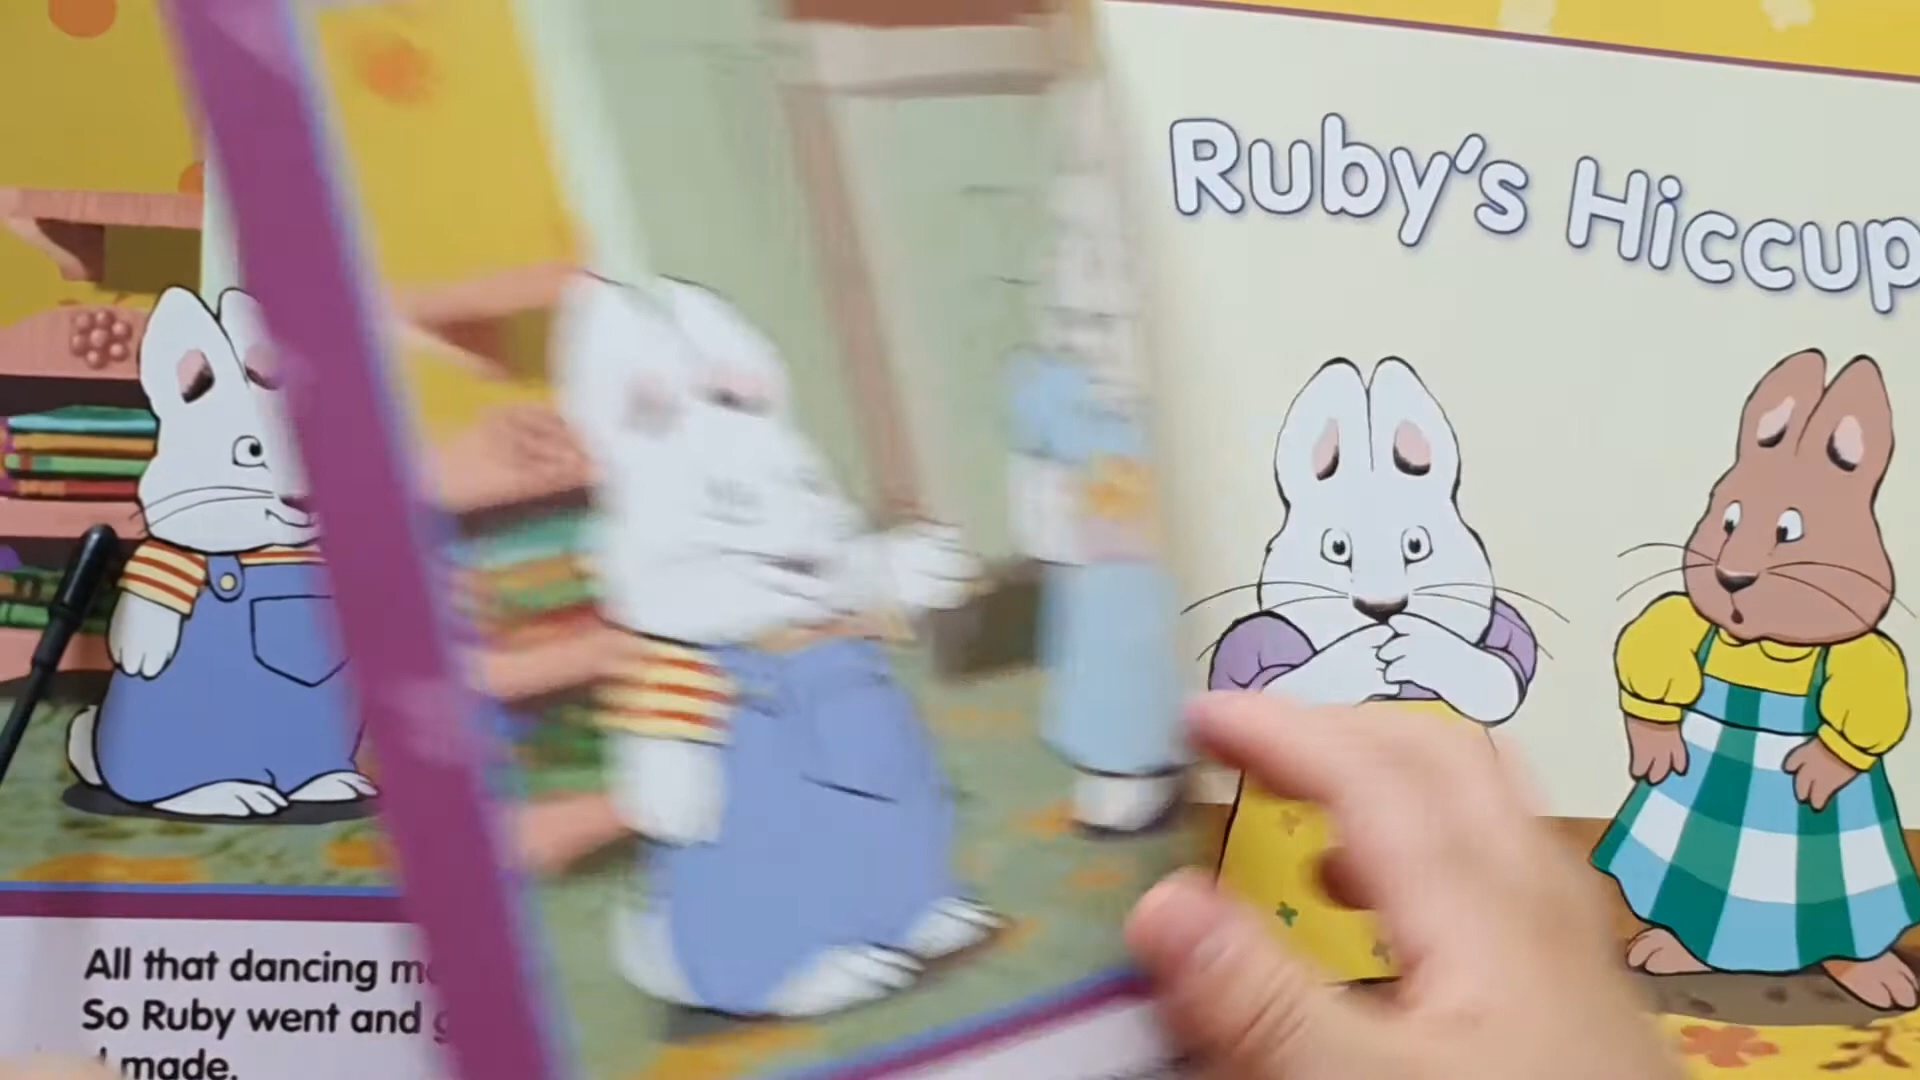 Ruby's Hiccup
All that dancing m
So Ruby went and g
made.